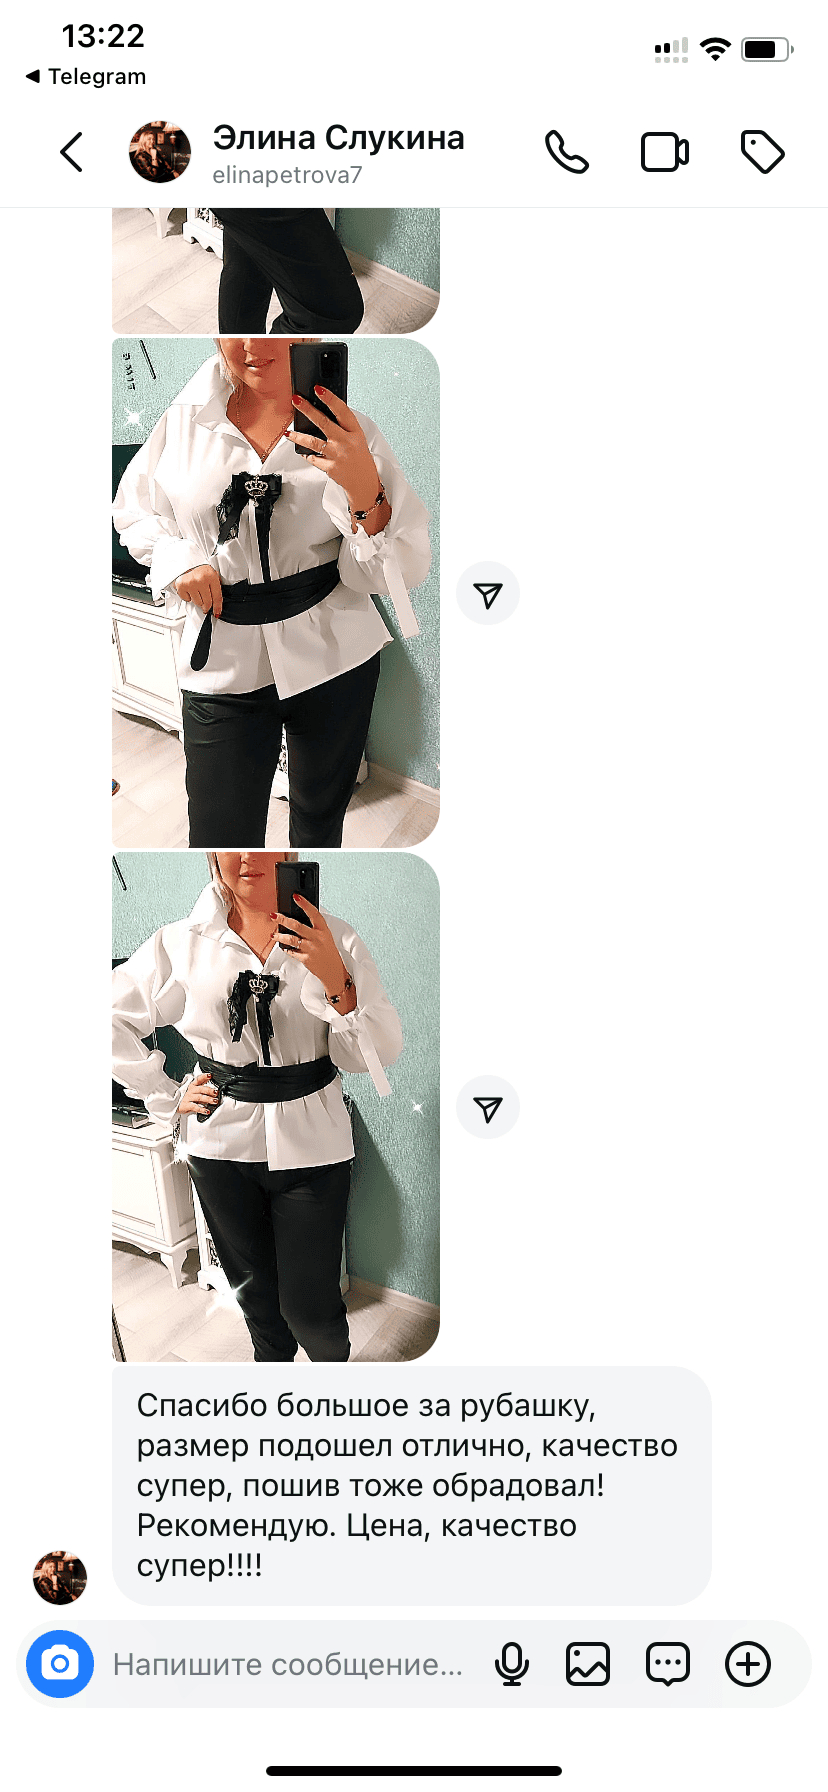 13:22
Telegram
Элина Слукина
elinapetrova7
Спасибо большое за рубашку,
размер подошел отлично, качество
супер, пошив тоже обрадовал!
Рекомендую. Цена, качество
супер!!!!
Напишите сообщение...